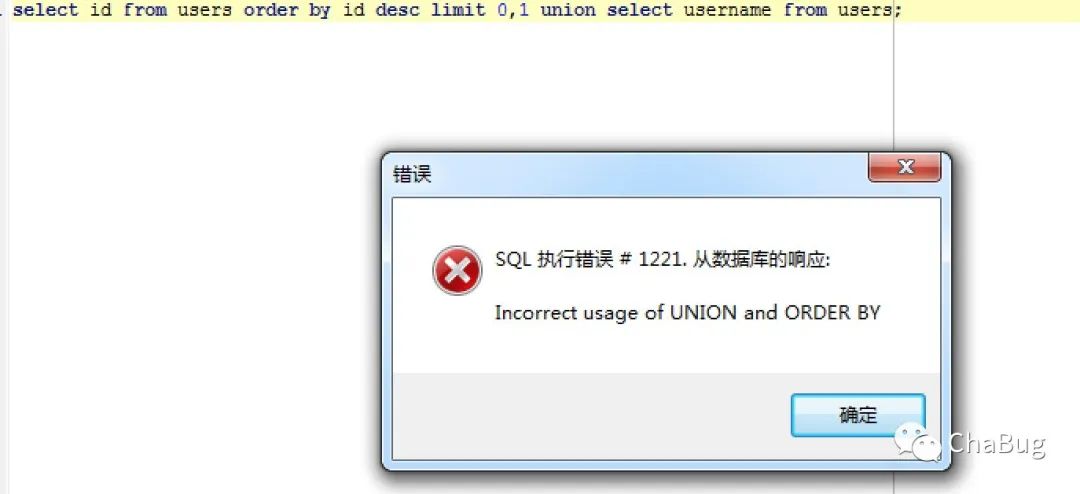 select id from users order by id desc limit 0,1 union select username from users;
错误
SQL 执行错误 # 1221. 从数据库的响应:
Incorrect usage of UNION and ORDER BY
确定
ChaBug